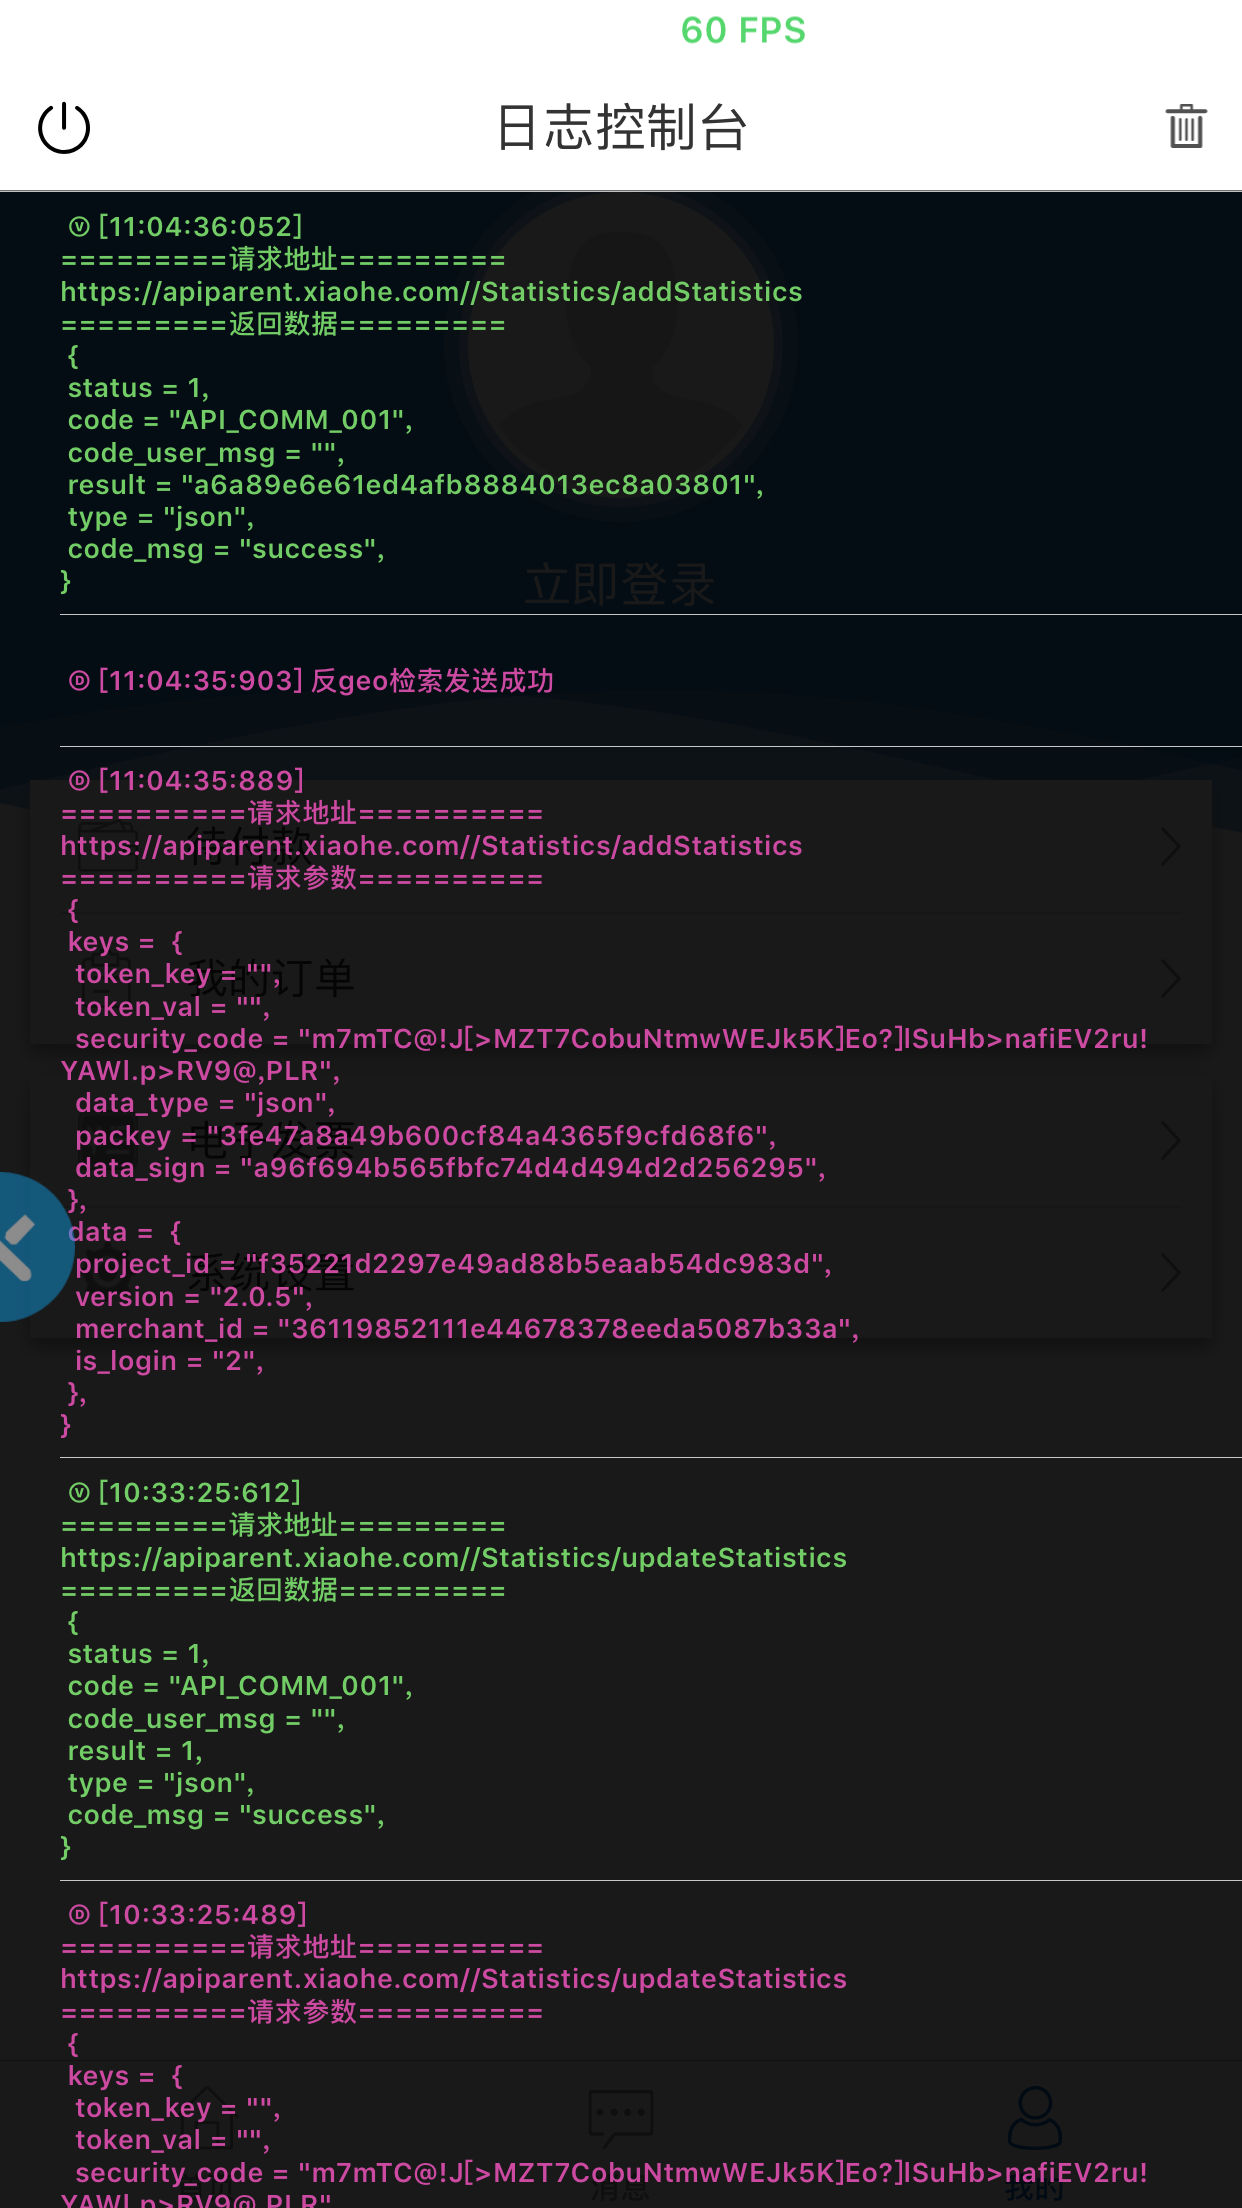 60 FPS
日志控制台
Ⓥ [11:04:36:052]
=========请求地址=========
https://apiparent.xiaohe.com//Statistics/addStatistics
=========返回数据=========
{
status = 1,
code = "API_COMM_001",
code_user_msg = "",
result = "a6a89e6e61ed4afb8884013ec8a03801",
type = "json",
code_msg = "success",
}
立即登录
Ⓓ [11:04:35:903] 反geo检索发送成功
Ⓓ [11:04:35:889]
==========请求地址==========
待付款
https://apiparent.xiaohe.com//Statistics/addStatistics
==========请求参数==========
{
keys = {
token_key = "",
我的订单
token_val = "",
security_code = "m7mTC@!J[>MZT7CobuNtmwWEJk5K]Eo?]lSuHb>nafiEV2ru!
YAWl.p>RV9@,PLR",
data_type = "json",
packey = "3fe47a8a49b600cf84a4365f9cfd68f6",
电子发票
data_sign = "a96f694b565fbfc74d4d494d2d256295",
},
data = {
project_id = "f35221d2297e49ad88b5eaab54dc983d",
系统设置
version = "2.0.5",
merchant_id = "36119852111e44678378eeda5087b33a",
is_login = "2",
},
}
Ⓥ [10:33:25:612]
=========请求地址=========
https://apiparent.xiaohe.com//Statistics/updateStatistics
=========返回数据=========
{
status = 1,
code = "API_COMM_001",
code_user_msg = "",
result = 1,
type = "json",
code_msg = "success",
}
Ⓓ [10:33:25:489]
==========请求地址==========
https://apiparent.xiaohe.com//Statistics/updateStatistics
==========请求参数==========
{
keys = {
token_key = "",
token_val = "",
security_code = "m7mTC@!J[>MZT7CobuNtmwWEJk5K]Eo?]lSuHb>nafiEV2ru!
YAWl.p>RV9@,PLR"
消息
我的